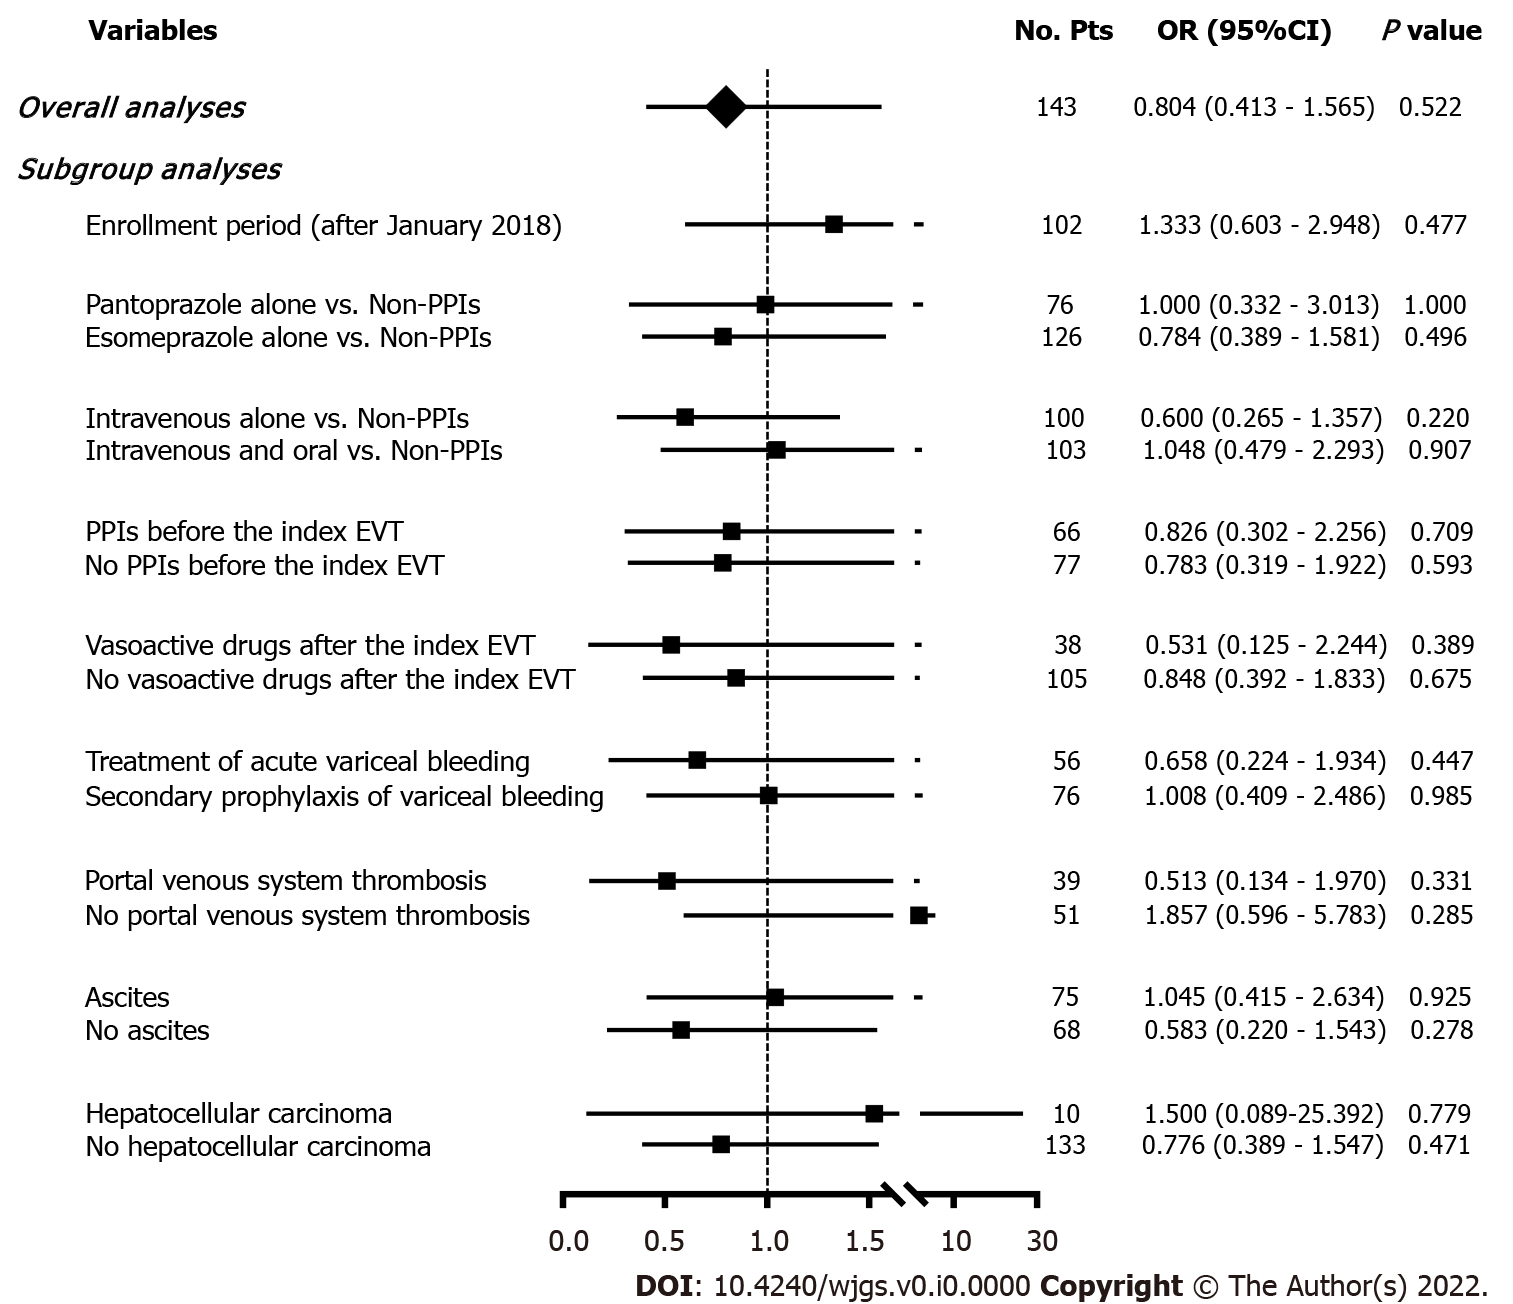 Variables No. Pts OR (95%CI) P value
Overall analyses 143 0.804 (0.413 - 1.565) 0.522
Subgroup analyses
Enrollment period (after January 2018) 102 1.333 (0.603 - 2.948) 0.477
Pantoprazole alone vs. Non-PPIs 76 1.000 (0.332 - 3.013) 1.000
Esomeprazole alone vs. Non-PPIs 126 0.784 (0.389 - 1.581) 0.496
Intravenous alone vs. Non-PPIs 100 0.600 (0.265 - 1.357) 0.220
Intravenous and oral vs. Non-PPIs 103 1.048 (0.479 - 2.293) 0.907
PPIs before the index EVT 66 0.826 (0.302 - 2.256) 0.709
No PPIs before the index EVT 77 0.783 (0.319 - 1.922) 0.593
Vasoactive drugs after the index EVT 38 0.531 (0.125 - 2.244) 0.389
No vasoactive drugs after the index EVT 105 0.848 (0.392 - 1.833) 0.675
Treatment of acute variceal bleeding 56 0.658 (0.224 - 1.934) 0.447
Secondary prophylaxis of variceal bleeding 76 1.008 (0.409 - 2.486) 0.985
Portal venous system thrombosis 39 0.513 (0.134 - 1.970) 0.331
No portal venous system thrombosis 51 1.857 (0.596 - 5.783) 0.285
Ascites 75 1.045 (0.415 - 2.634) 0.925
No ascites 68 0.583 (0.220 - 1.543) 0.278
Hepatocellular carcinoma 10 1.500 (0.089-25.392) 0.779
No hepatocellular carcinoma 133 0.776 (0.389 - 1.547) 0.471
0.0 0.5 1.0 1.5 10 30
DOI: 10.4240/wjgs.v0.i0.0000 Copyright © The Author(s) 2022.